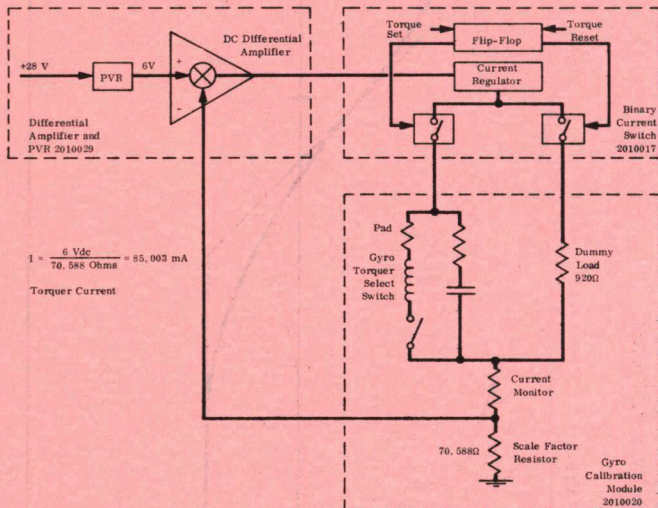 DC Differential
Amplifier
+28 V
PVR
6V
+
-
Differential
Amplifier and
PVR 2010029
Torque
Set
Flip-Flop
Torque
Reset
Current
Regulator
Binary
Current
Switch
2010017
I = 6 Vdc / 70.588 Ohms = 85.003 mA
Torquer Current
Pad
Gyro
Torquer
Select
Switch
Dummy
Load
920Ω
Current
Monitor
70.588Ω
Scale Factor
Resistor
Gyro
Calibration
Module
2010020